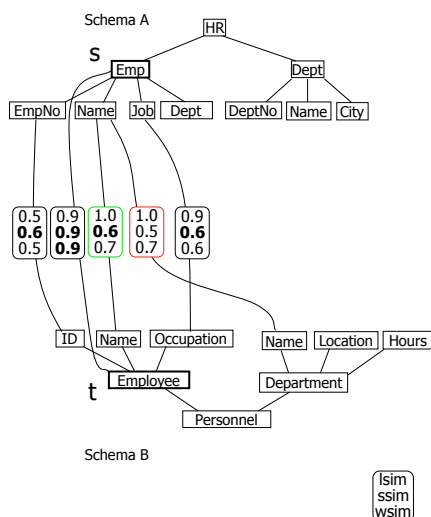 Schema A
HR
s
Emp
Dept
EmpNo Name Job Dept
DeptNo Name City
0.5 0.9 1.0 1.0 0.9
0.6 0.9 0.6 0.5 0.6
0.5 0.9 0.7 0.7 0.6
ID Name Occupation Name Location Hours
t
Employee
Department
Personnel
Schema B
lsim
ssim
wsim